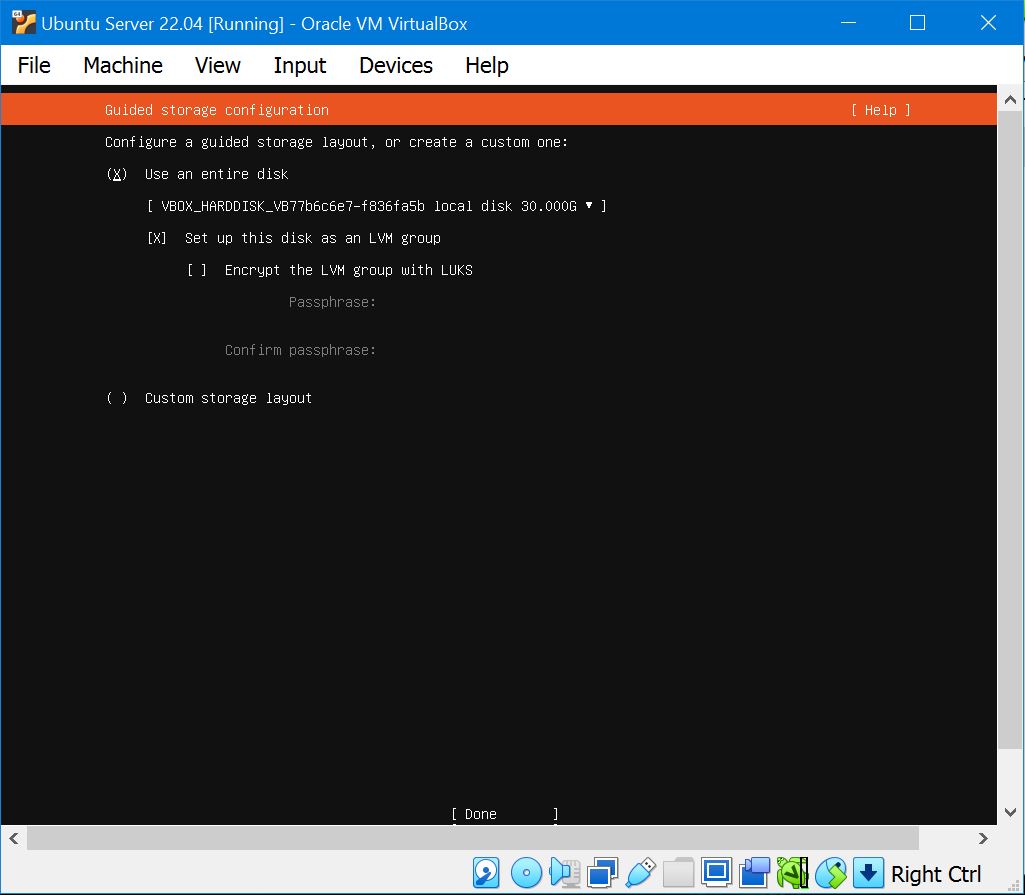 Ubuntu Server 22.04 [Running] - Oracle VM VirtualBox
File Machine View Input Devices Help
Guided storage configuration [ Help ]
Configure a guided storage layout, or create a custom one:
(X) Use an entire disk
[ VBOX_HARDDISK_VB77b6c6e7-f836fa5b local disk 30.000G ▾ ]
[X] Set up this disk as an LVM group
[ ] Encrypt the LVM group with LUKS
Passphrase:
Confirm passphrase:
( ) Custom storage layout
[ Done ]
Right Ctrl